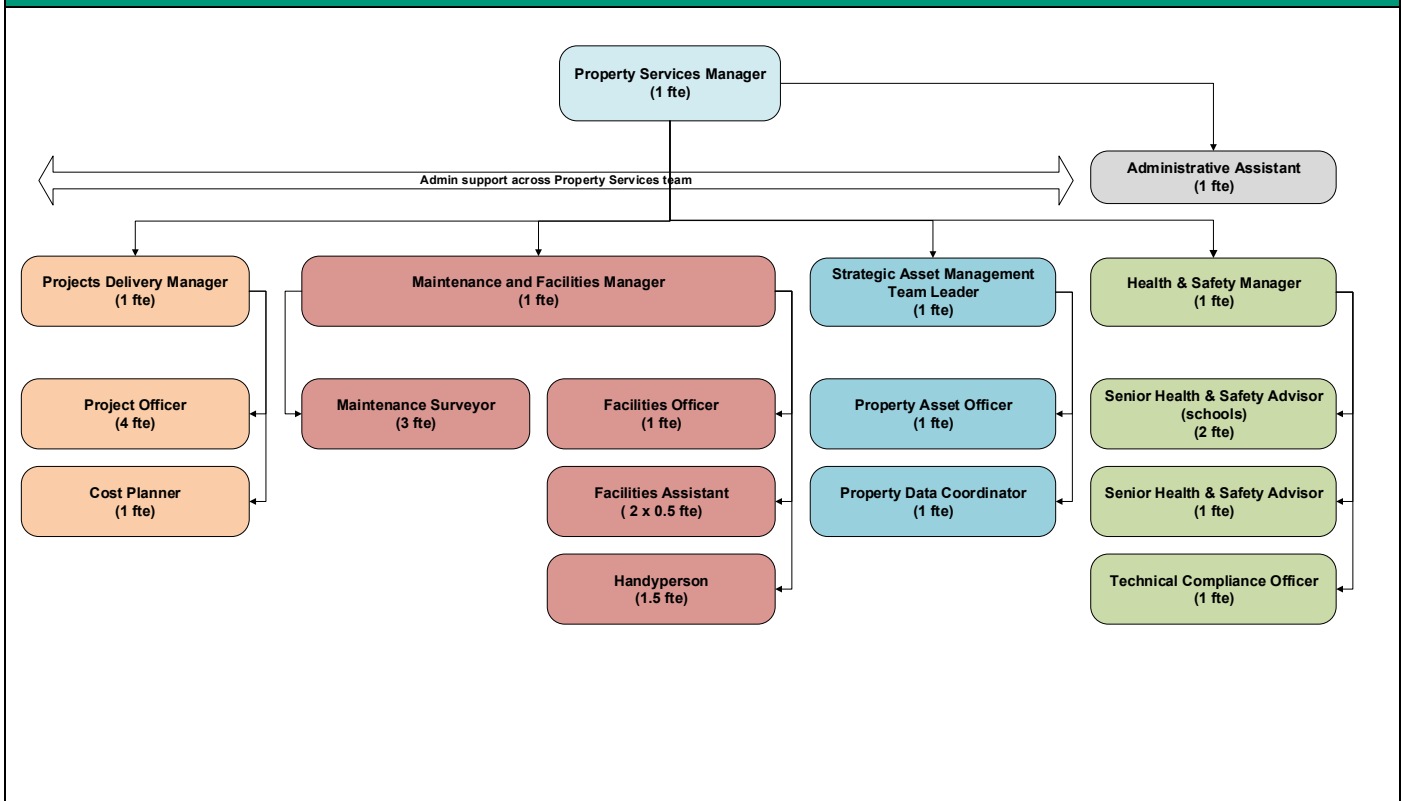 Property Services Manager
(1 fte)
Admin support across Property Services team
Administrative Assistant
(1 fte)
Projects Delivery Manager
(1 fte)
Maintenance and Facilities Manager
(1 fte)
Strategic Asset Management
Team Leader
(1 fte)
Health & Safety Manager
(1 fte)
Project Officer
(4 fte)
Maintenance Surveyor
(3 fte)
Facilities Officer
(1 fte)
Property Asset Officer
(1 fte)
Senior Health & Safety Advisor
(schools)
(2 fte)
Cost Planner
(1 fte)
Facilities Assistant
( 2 x 0.5 fte)
Property Data Coordinator
(1 fte)
Senior Health & Safety Advisor
(1 fte)
Handyperson
(1.5 fte)
Technical Compliance Officer
(1 fte)